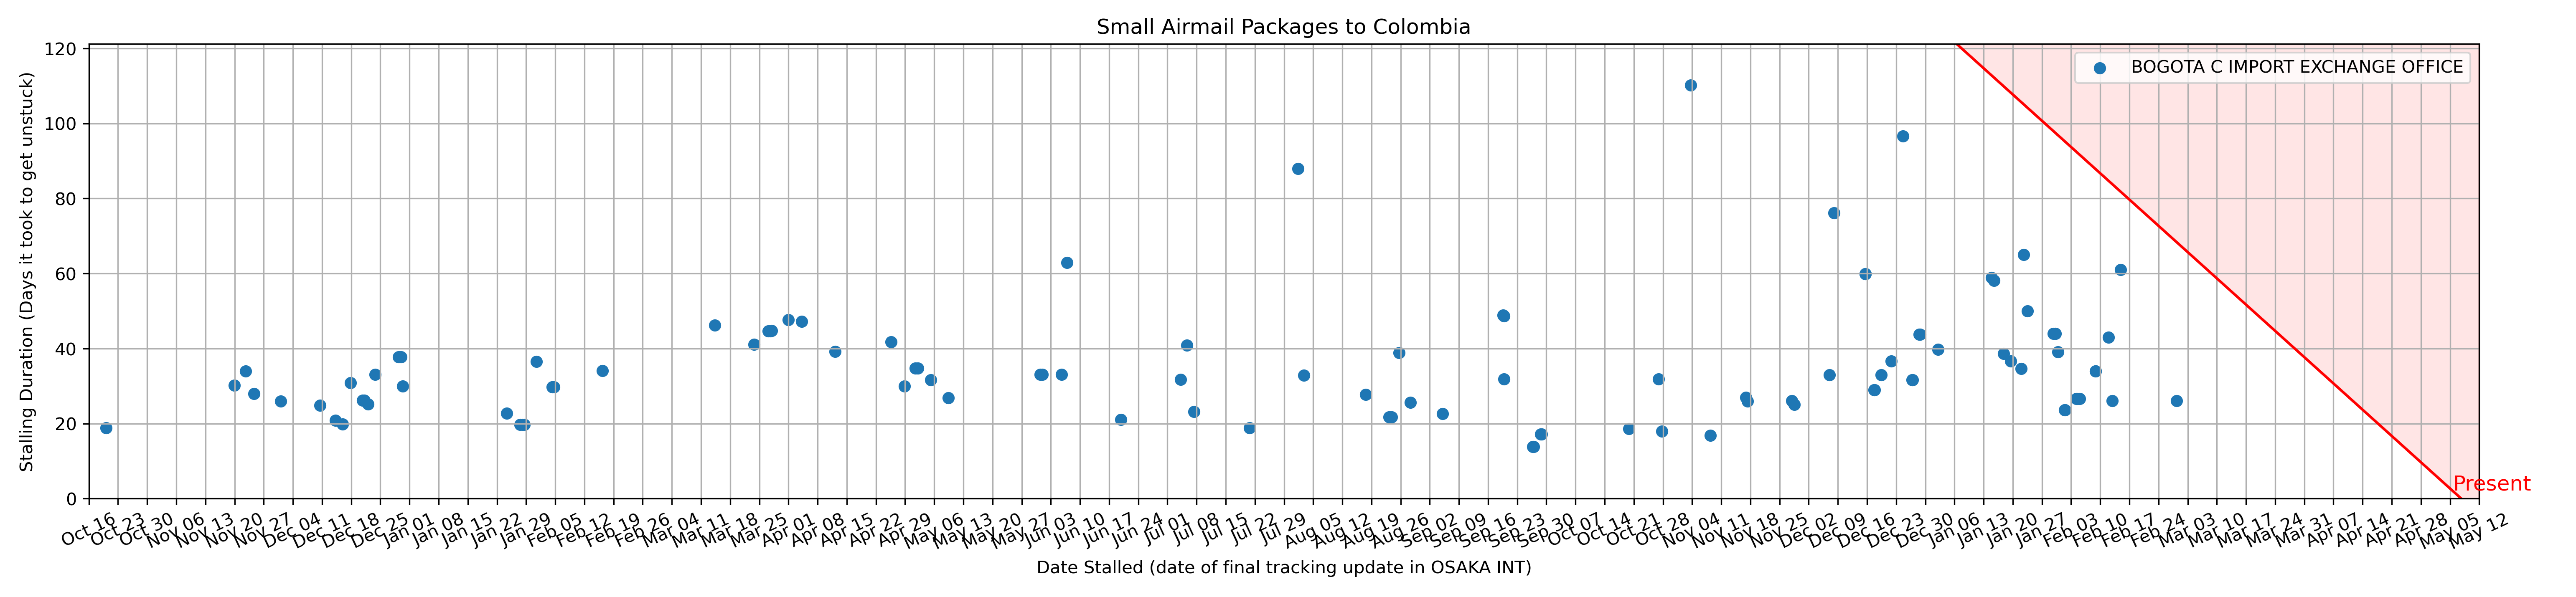 Small Airmail Packages to Colombia
BOGOTA C IMPORT EXCHANGE OFFICE
Stalling Duration (Days it took to get unstuck)
120
100
80
60
40
20
0
Present
Oct 16
Oct 23
Oct 30
Nov 06
Nov 13
Nov 20
Nov 27
Dec 04
Dec 11
Dec 18
Dec 25
Jan 01
Jan 08
Jan 15
Jan 22
Jan 29
Feb 05
Feb 12
Feb 19
Feb 26
Mar 04
Mar 11
Mar 18
Mar 25
Apr 01
Apr 08
Apr 15
Apr 22
Apr 29
May 06
May 13
May 20
May 27
Jun 03
Jun 10
Jun 17
Jun 24
Jul 01
Jul 08
Jul 15
Jul 22
Jul 29
Aug 05
Aug 12
Aug 19
Aug 26
Sep 02
Sep 09
Sep 16
Sep 23
Sep 30
Oct 07
Oct 14
Oct 21
Oct 28
Nov 04
Nov 11
Nov 18
Nov 25
Dec 02
Dec 09
Dec 16
Dec 23
Dec 30
Jan 06
Jan 13
Jan 20
Jan 27
Feb 03
Feb 10
Feb 17
Feb 24
Mar 03
Mar 10
Mar 17
Mar 24
Mar 31
Apr 07
Apr 14
Apr 21
Apr 28
May 05
May 12
Date Stalled (date of final tracking update in OSAKA INT)